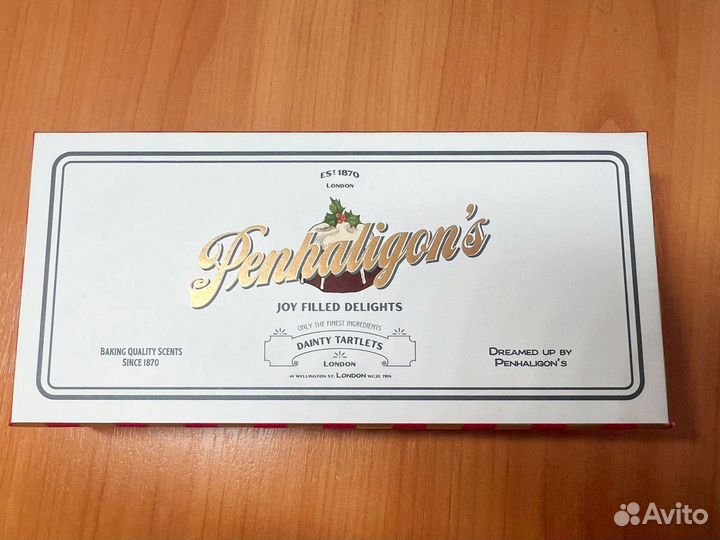 EST 1870
LONDON
Penhaligon's
JOY FILLED DELIGHTS
ONLY THE FINEST INGREDIENTS
DAINTY TARTLETS
LONDON
41 WELLINGTON ST. LONDON WC2E 7BN
BAKING QUALITY SCENTS
SINCE 1870
DREAMED UP BY
PENHALIGON'S
Avito